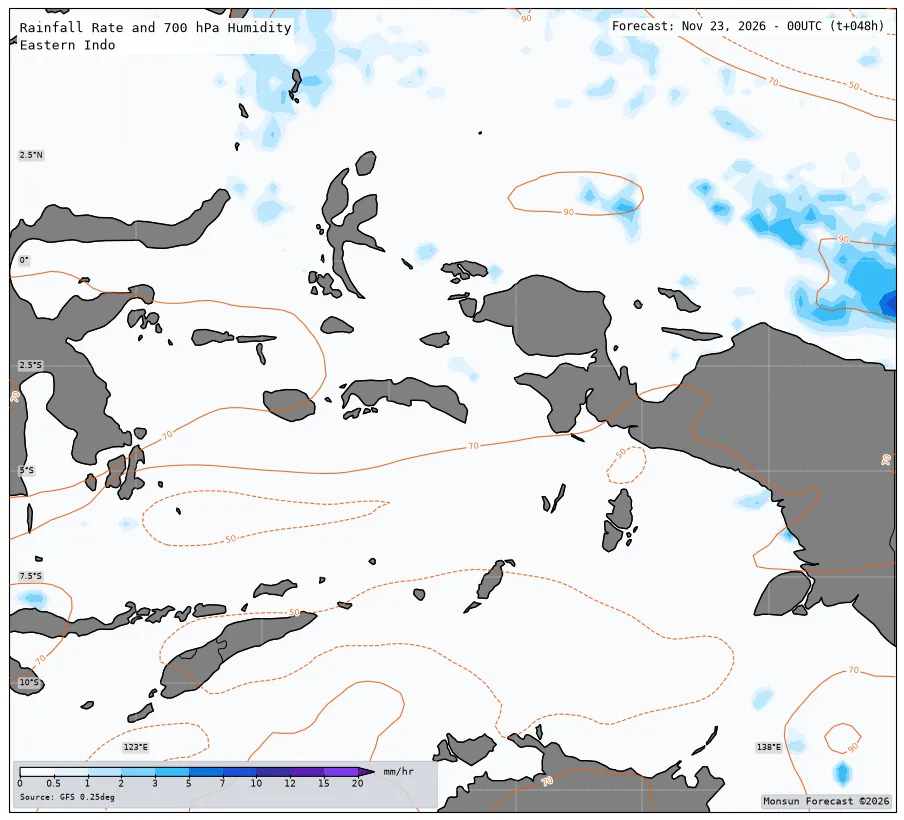 Rainfall Rate and 700 hPa Humidity
Eastern Indo
Forecast: Nov 23, 2026 - 00UTC (t+048h)
90
50
70
2.5°N
90
90
0°
2.5°S
70
70
70
50
70
5°S
50
7.5°S
50
70
70
10°S
123°E
138°E
90
70
0 0.5 1 2 3 5 7 10 12 15 20 mm/hr
Source: GFS 0.25deg
Monsun Forecast ©2026